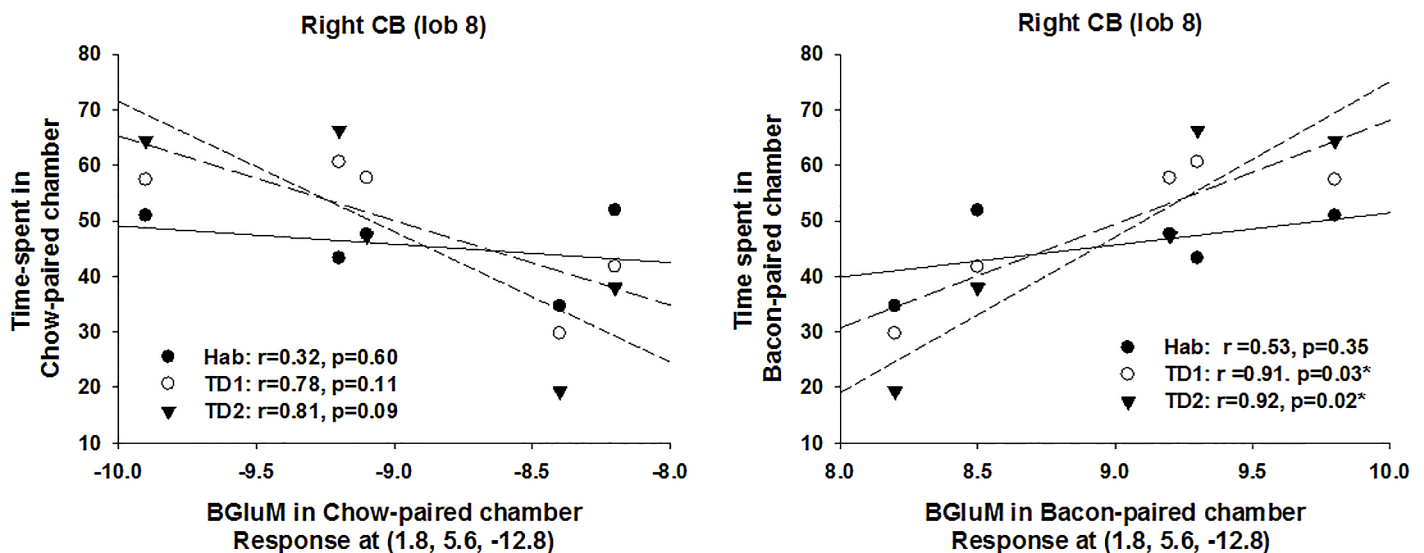 Right CB (lob 8)
80
70
60
50
40
30
20
10
Time-spent in
Chow-paired chamber
Hab: r=0.32, p=0.60
TD1: r=0.78, p=0.11
TD2: r=0.81, p=0.09
-10.0 -9.5 -9.0 -8.5 -8.0
BGluM in Chow-paired chamber
Response at (1.8, 5.6, -12.8)
Right CB (lob 8)
80
70
60
50
40
30
20
10
Time spent in
Bacon-paired chamber
Hab: r =0.53, p=0.35
TD1: r =0.91. p=0.03*
TD2: r=0.92, p=0.02*
8.0 8.5 9.0 9.5 10.0
BGluM in Bacon-paired chamber
Response at (1.8, 5.6, -12.8)